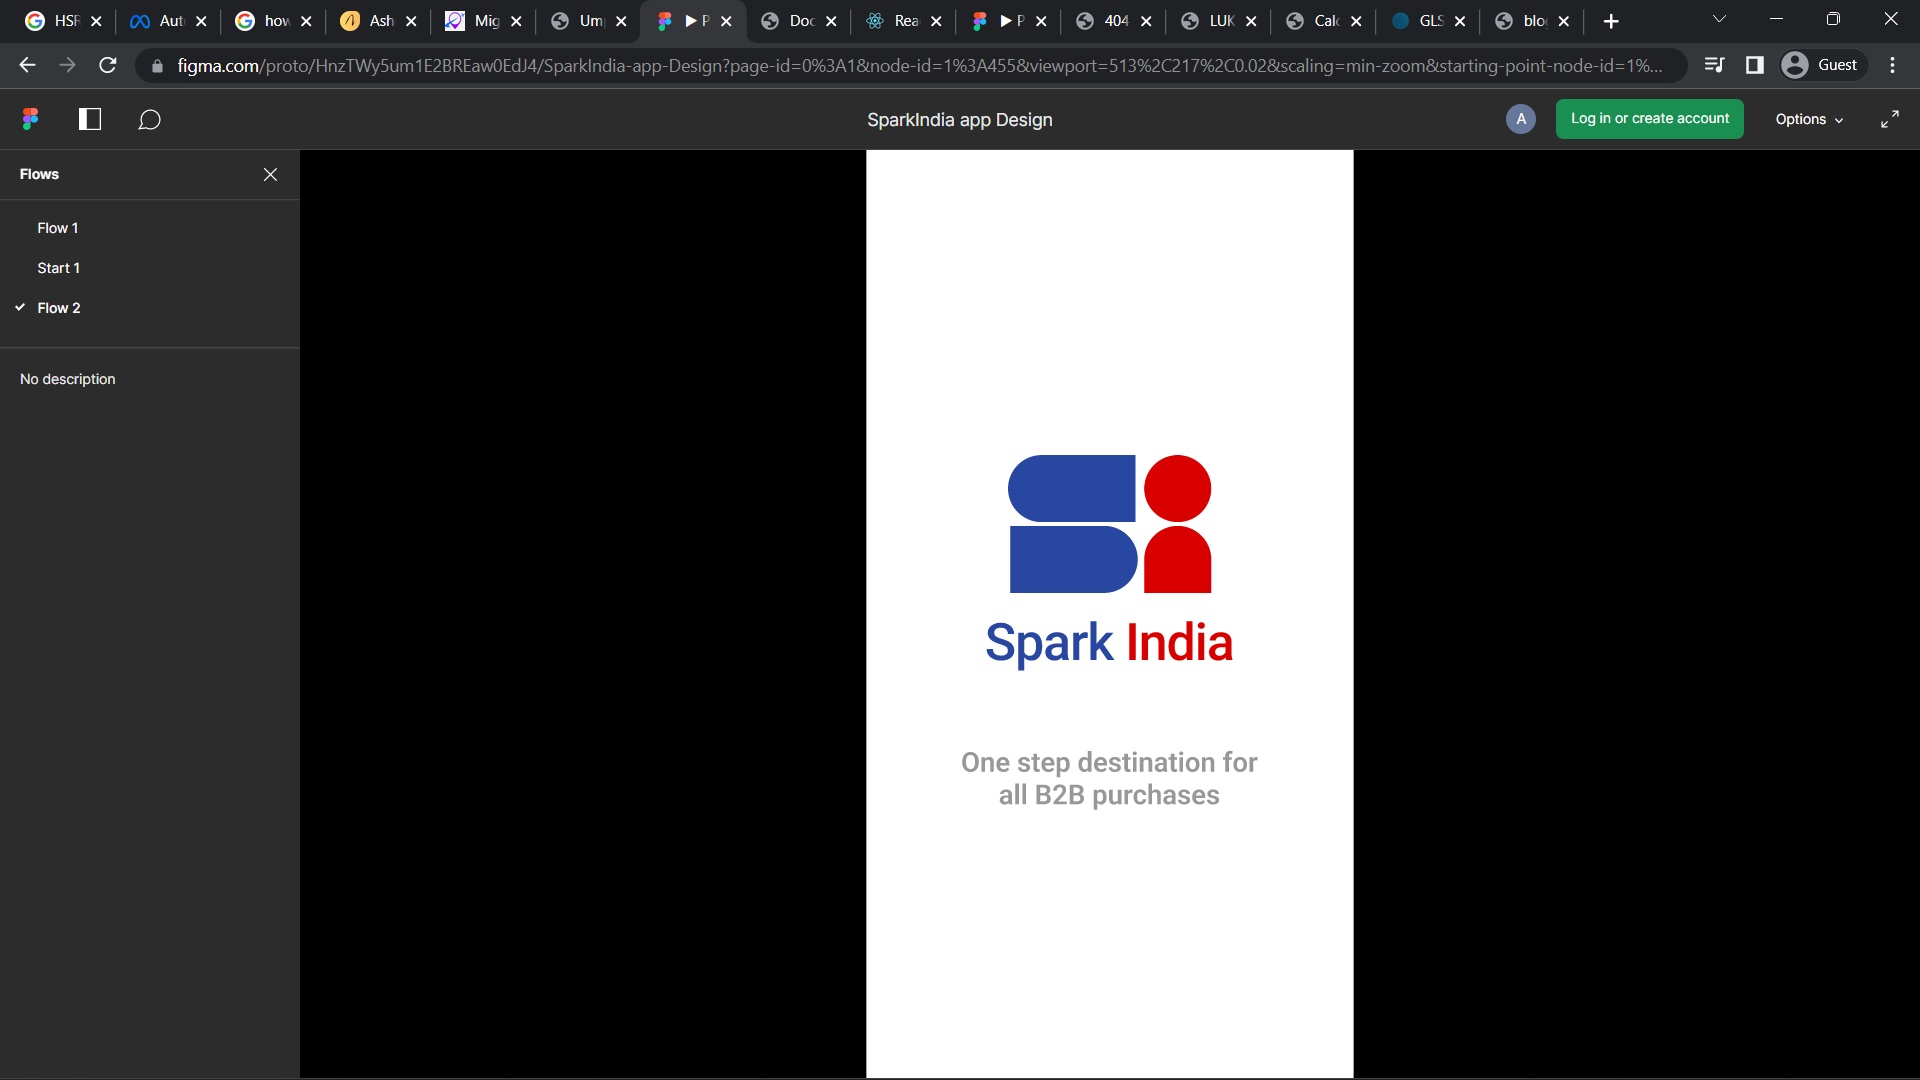 HSR
Aut
how
Ash
Mig
Um
P
Doc
Rea
P
404
LUK
Calc
GLS
bloc
figma.com/proto/HnzTWy5um1E2BREaw0EdJ4/SparkIndia-app-Design?page-id=0%3A1&node-id=1%3A455&viewport=513%2C217%2C0.02&scaling=min-zoom&starting-point-node-id=1%...
Guest
SparkIndia app Design
A
Log in or create account
Options
Flows
Flow 1
Start 1
Flow 2
No description
Spark India
One step destination for
all B2B purchases